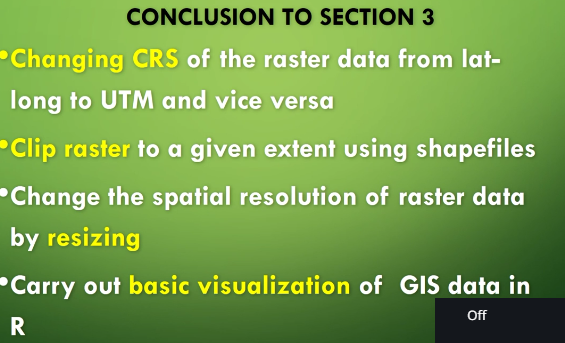 CONCLUSION TO SECTION 3
•Changing CRS of the raster data from lat-
long to UTM and vice versa
•Clip raster to a given extent using shapefiles
•Change the spatial resolution of raster data
by resizing
•Carry out basic visualization of GIS data in
R
Off